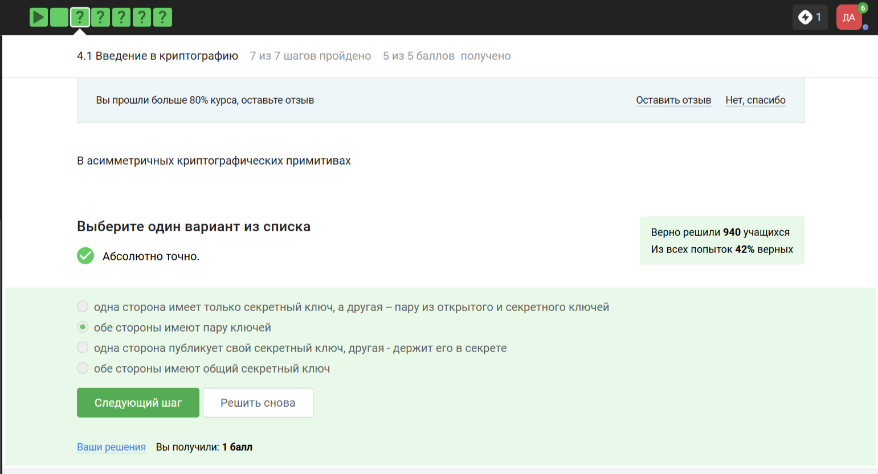 ? ? ? ? ?
1
ДА
6
4.1 Введение в криптографию 7 из 7 шагов пройдено 5 из 5 баллов получено
Вы прошли больше 80% курса, оставьте отзыв Оставить отзыв Нет, спасибо
В асимметричных криптографических примитивах
Выберите один вариант из списка
Абсолютно точно.
Верно решили 940 учащихся
Из всех попыток 42% верных
одна сторона имеет только секретный ключ, а другая – пару из открытого и секретного ключей
обе стороны имеют пару ключей
одна сторона публикует свой секретный ключ, другая - держит его в секрете
обе стороны имеют общий секретный ключ
Следующий шаг Решить снова
Ваши решения Вы получили: 1 балл